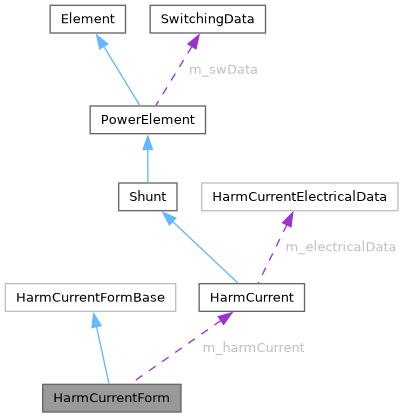 Element
SwitchingData
m_swData
PowerElement
Shunt
HarmCurrentElectricalData
m_electricalData
HarmCurrentFormBase
HarmCurrent
m_harmCurrent
HarmCurrentForm